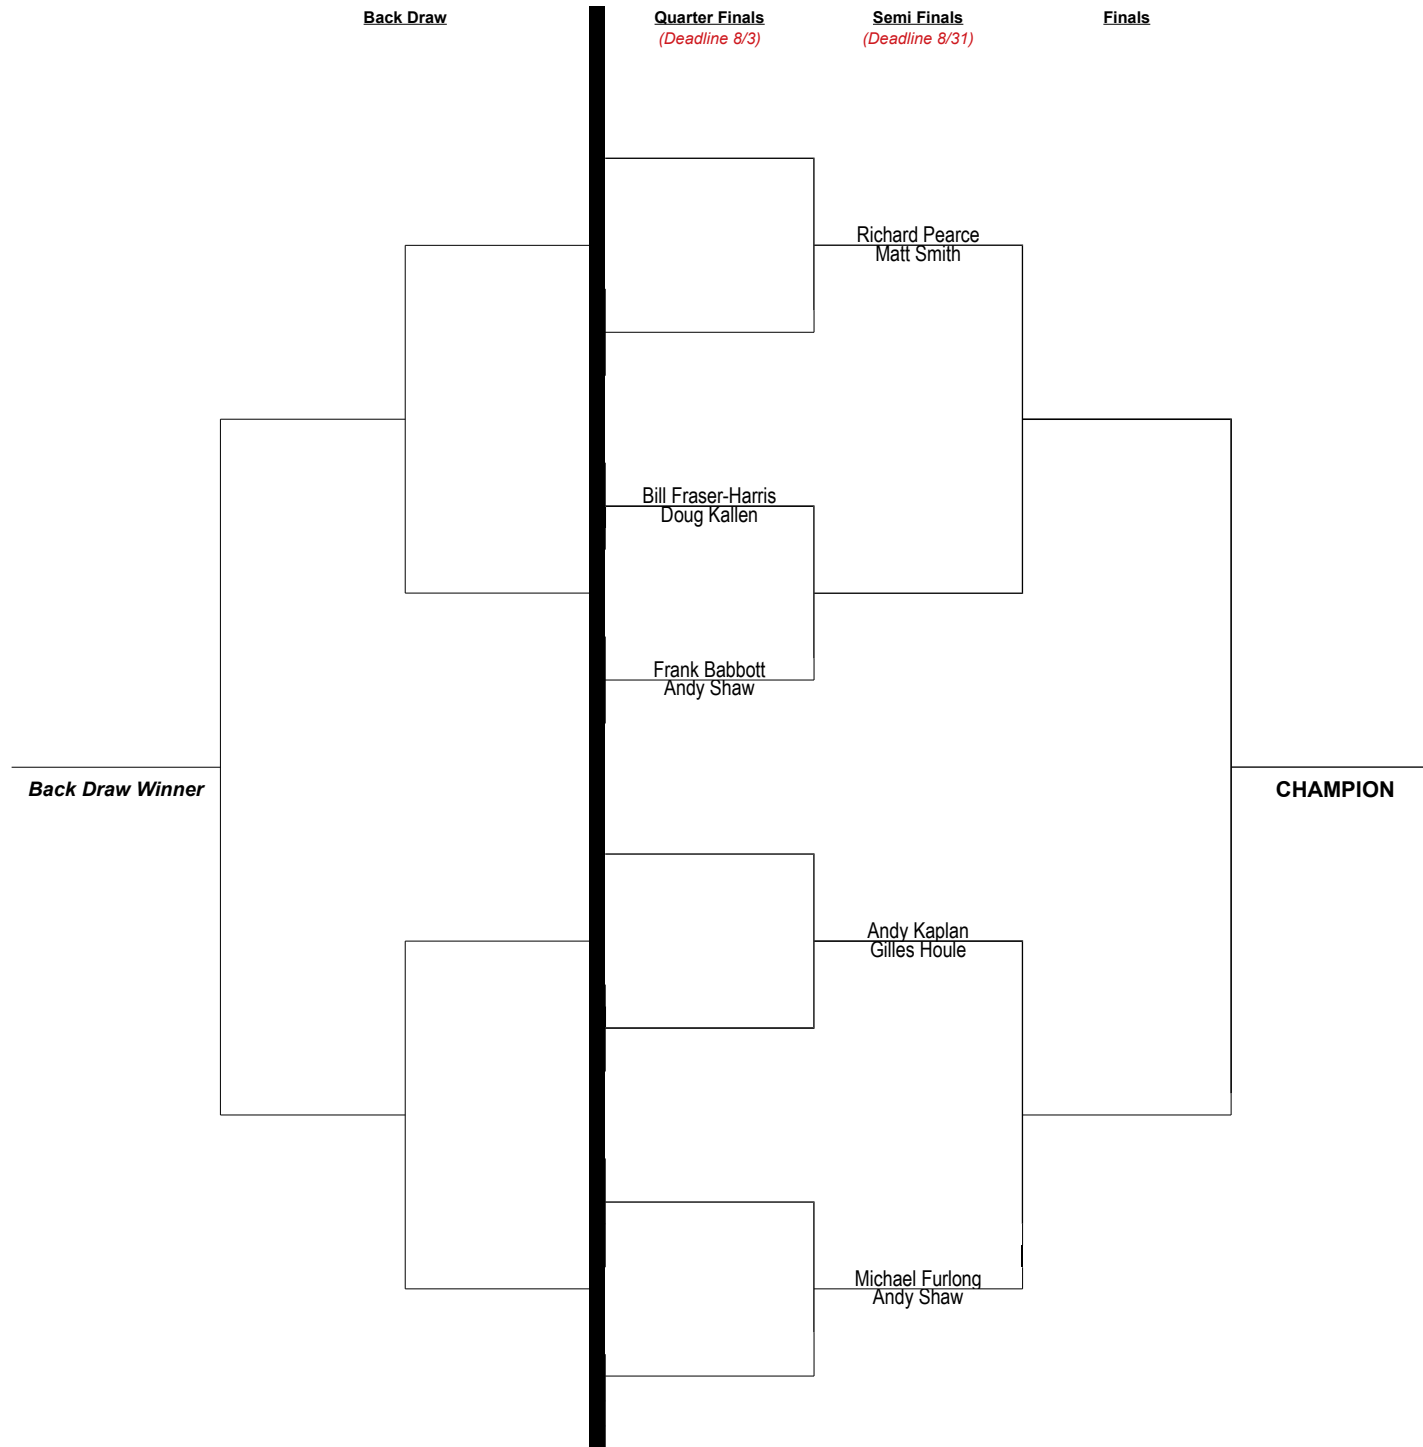 Back Draw
Quarter Finals
(Deadline 8/3)
Semi Finals
(Deadline 8/31)
Finals
Richard Pearce
Matt Smith
Bill Fraser-Harris
Doug Kallen
Frank Babbott
Andy Shaw
Back Draw Winner
CHAMPION
Andy Kaplan
Gilles Houle
Michael Furlong
Andy Shaw